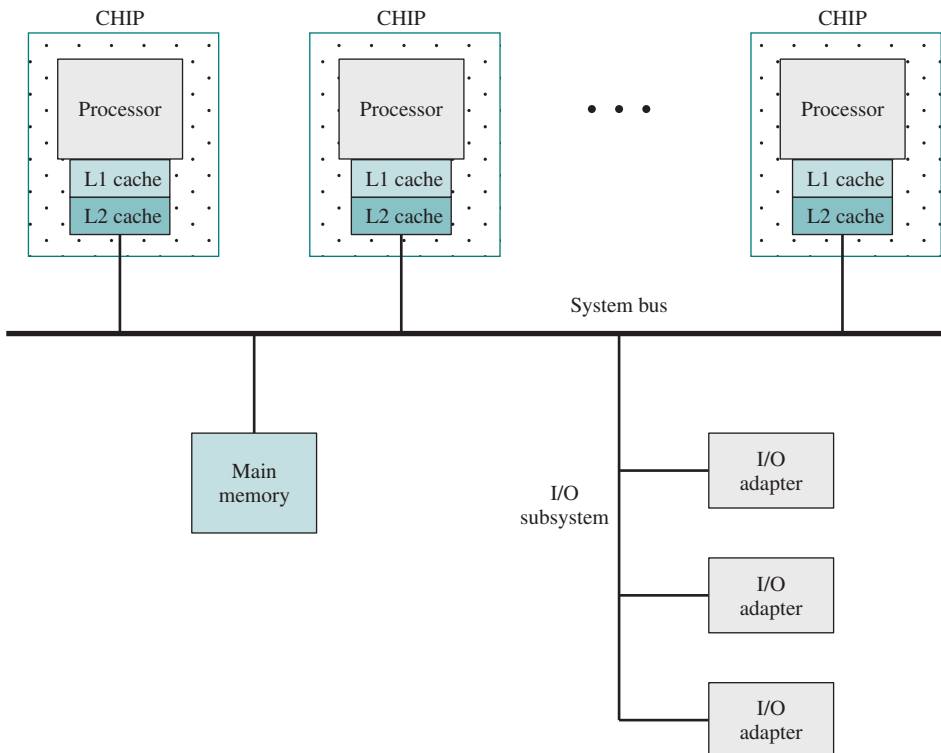 CHIP
CHIP
CHIP
Processor
Processor
Processor
L1 cache
L1 cache
L1 cache
L2 cache
L2 cache
L2 cache
System bus
Main
memory
I/O
subsystem
I/O
adapter
I/O
adapter
I/O
adapter